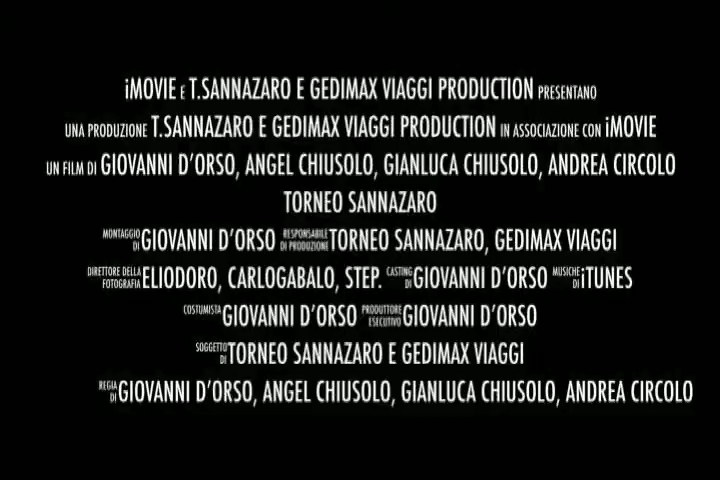 iMOVIE E T.SANNAZARO E GEDIMAX VIAGGI PRODUCTION PRESENTANO
UNA PRODUZIONE T.SANNAZARO E GEDIMAX VIAGGI PRODUCTION IN ASSOCIAZIONE CON iMOVIE
UN FILM DI GIOVANNI D'ORSO, ANGEL CHIUSOLO, GIANLUCA CHIUSOLO, ANDREA CIRCOLO
TORNEO SANNAZARO
MONTAGGIO DI GIOVANNI D'ORSO RESPONSABILE DI PRODUZIONE TORNEO SANNAZARO, GEDIMAX VIAGGI
DIRETTORE DELLA FOTOGRAFIA ELIODORO, CARLOGABALO, STEP. CASTING DI GIOVANNI D'ORSO MUSICHE DI iTUNES
COSTUMISTA GIOVANNI D'ORSO PRODUTTORE ESECUTIVO GIOVANNI D'ORSO
SOGGETTO DI TORNEO SANNAZARO E GEDIMAX VIAGGI
REGIA DI GIOVANNI D'ORSO, ANGEL CHIUSOLO, GIANLUCA CHIUSOLO, ANDREA CIRCOLO